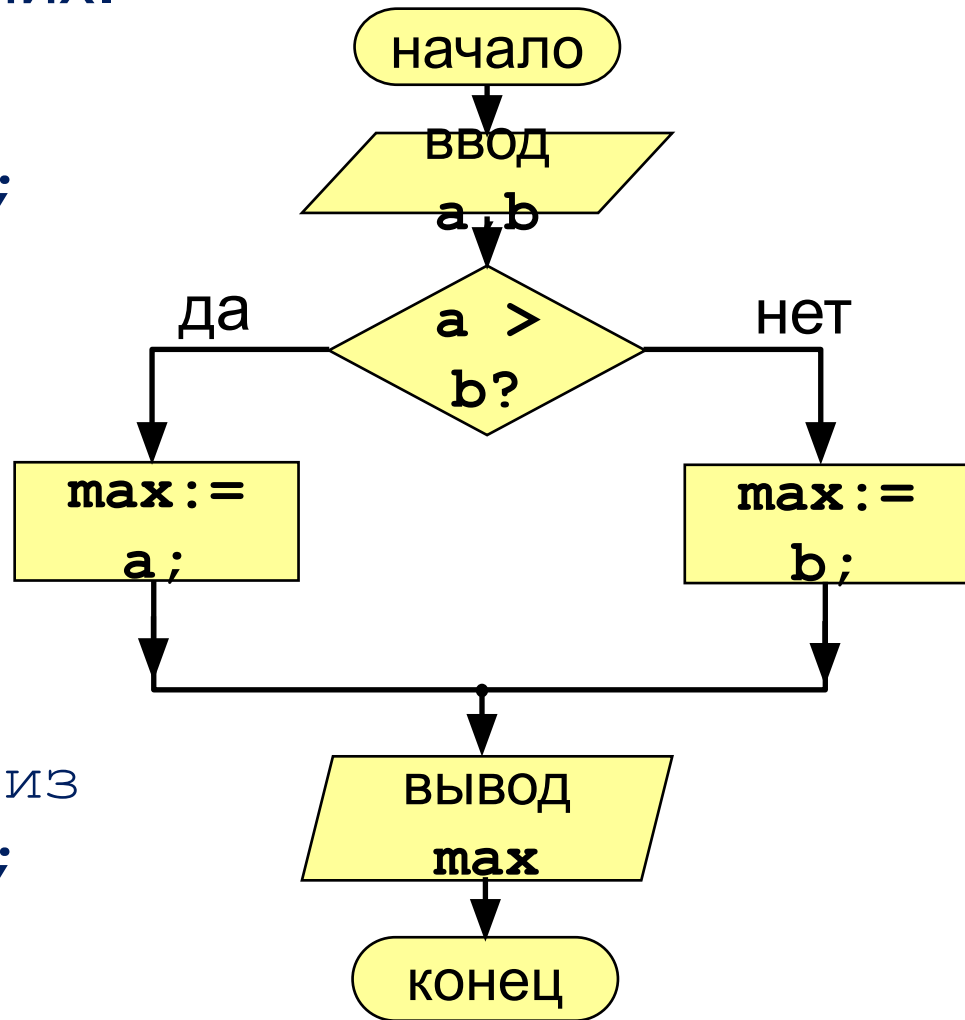 начало
ввод
a,b
;
да
a >
b?
нет
max:=
a;
max:=
b;
из
вывод
max
;
конец